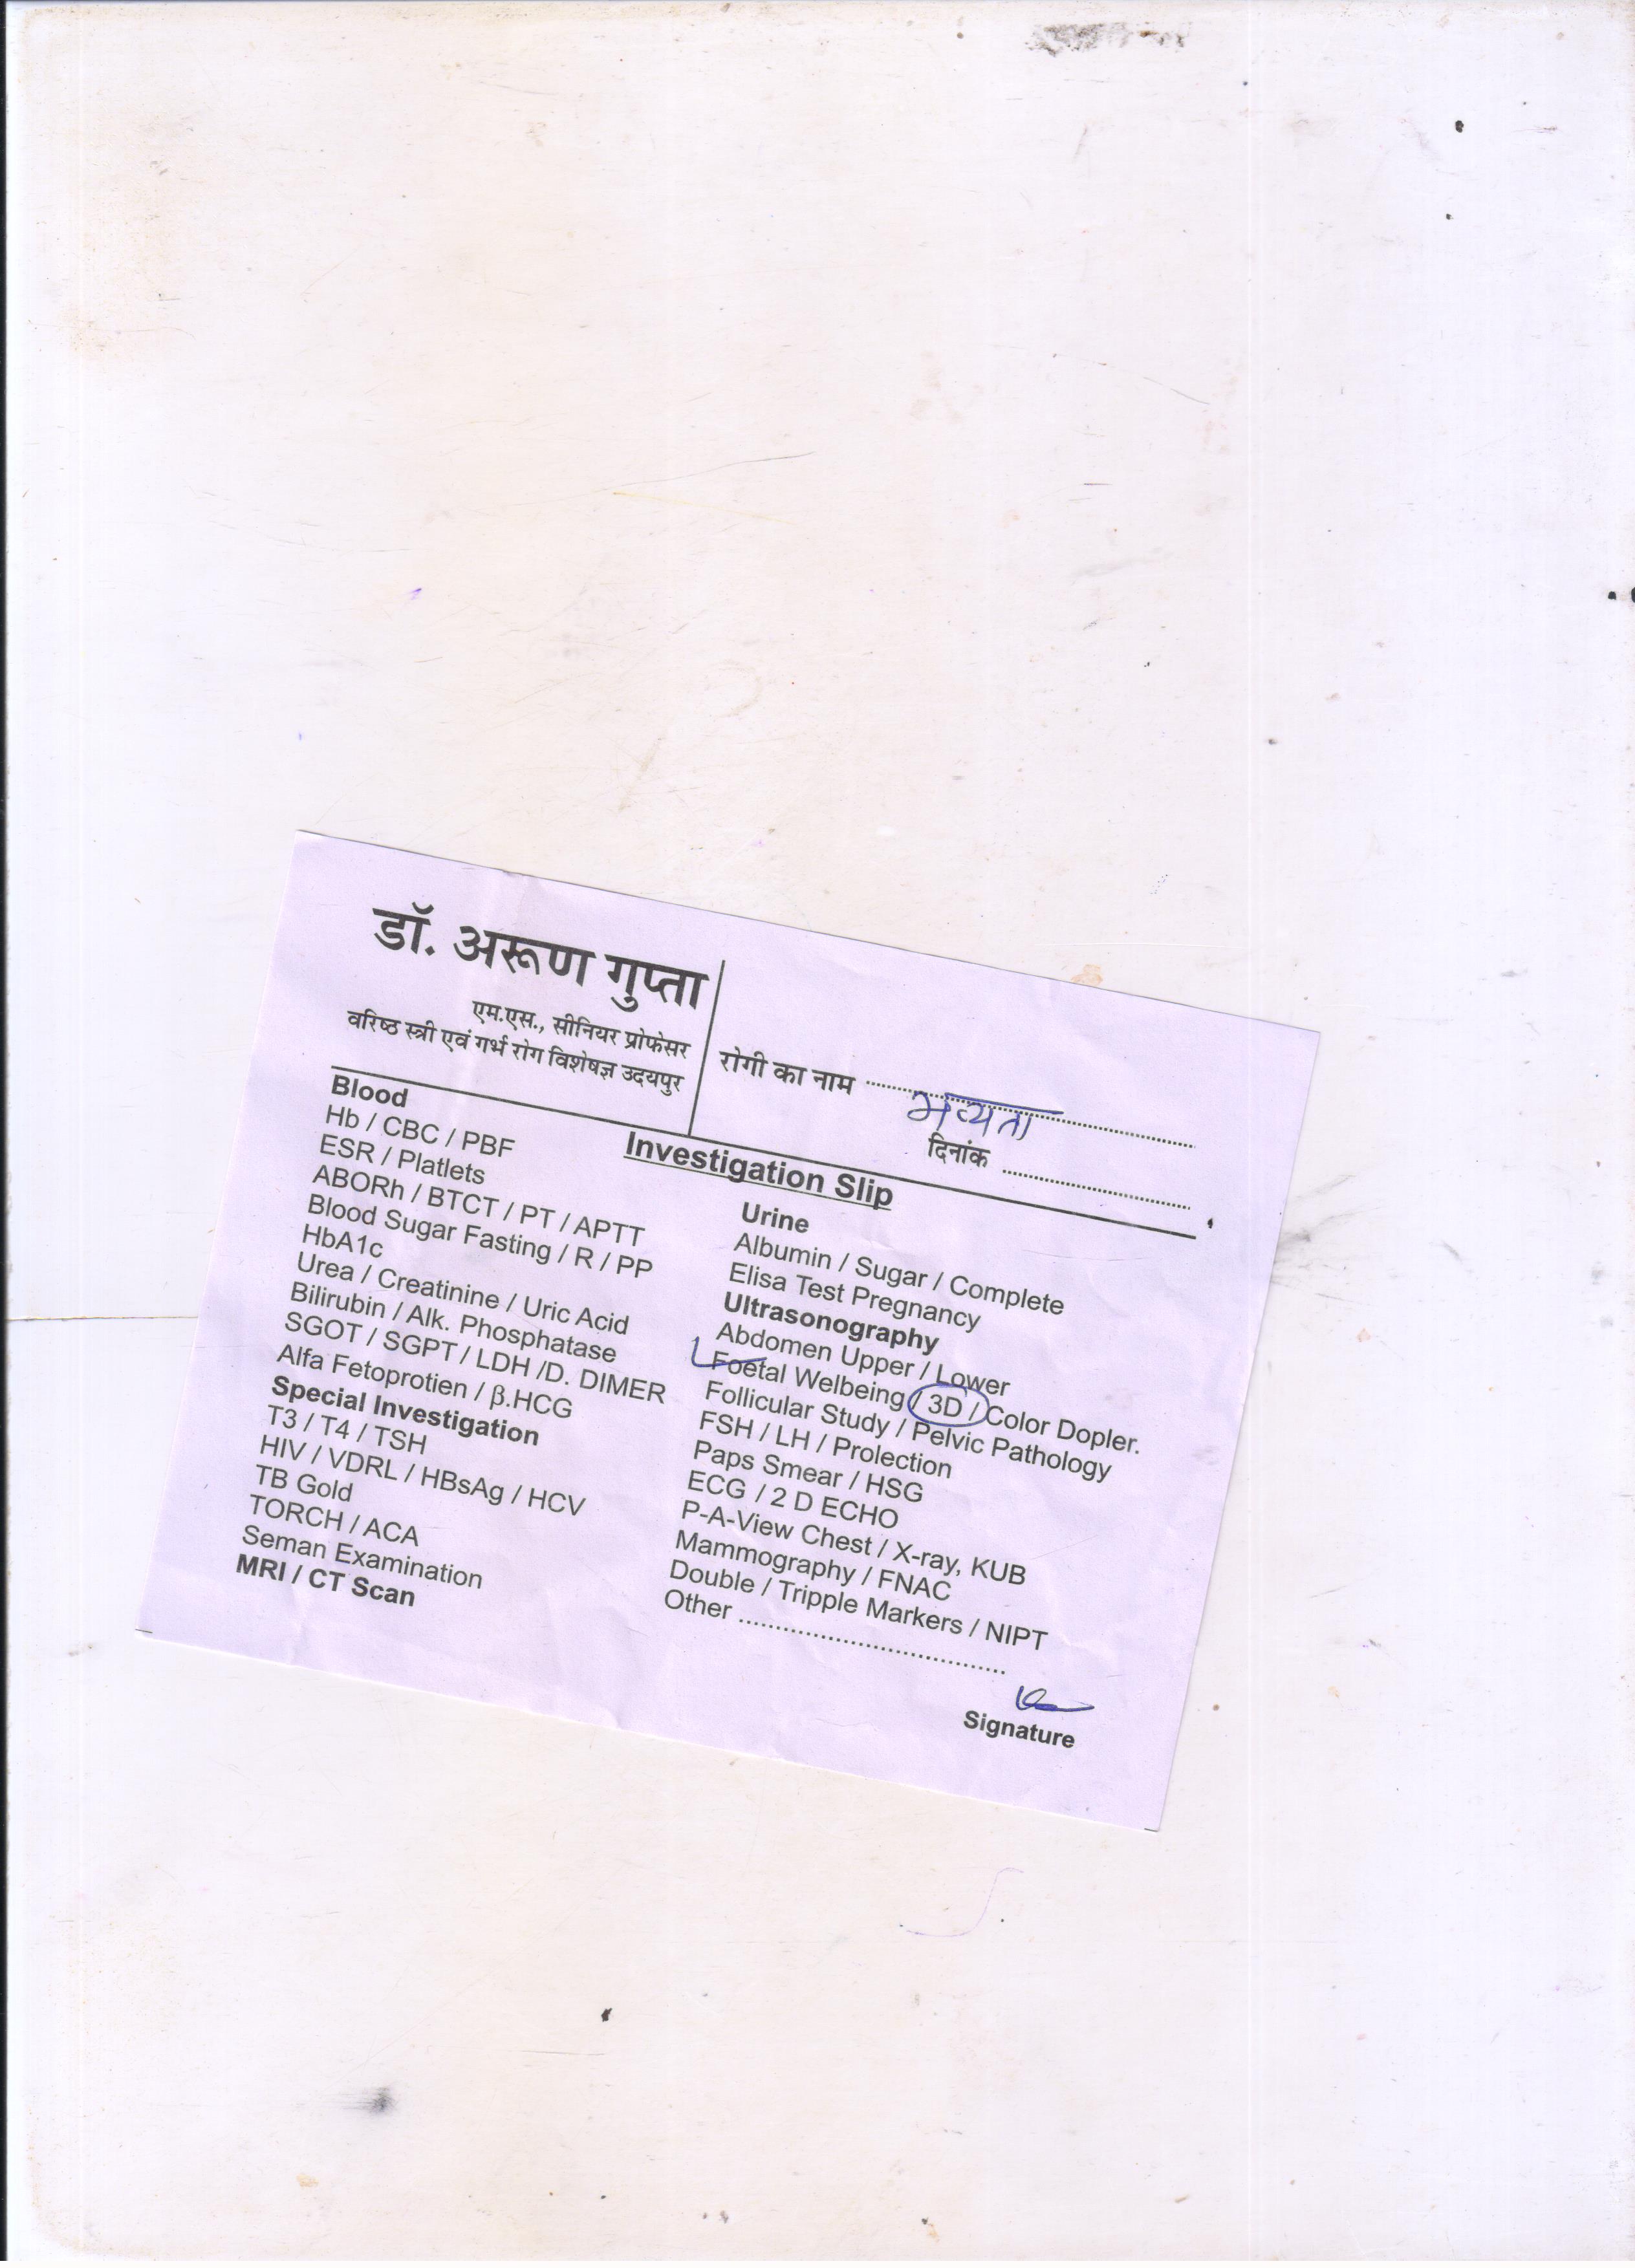 डॉ. अरूण गुप्ता
एम.एस., सीनियर प्रोफेसर
वरिष्ठ स्त्री एवं गर्भ रोग विशेषज्ञ उदयपुर
रोगी का नाम भव्यता
दिनांक
Investigation Slip
Blood
Hb / CBC / PBF
ESR / Platlets
ABORh / BTCT / PT / APTT
Blood Sugar Fasting / R / PP
HbA1c
Urea / Creatinine / Uric Acid
Bilirubin / Alk. Phosphatase
SGOT / SGPT / LDH /D. DIMER
Alfa Fetoprotien / β.HCG
Special Investigation
T3 / T4 / TSH
HIV / VDRL / HBsAg / HCV
TB Gold
TORCH / ACA
Seman Examination
MRI / CT Scan
Urine
Albumin / Sugar / Complete
Elisa Test Pregnancy
Ultrasonography
Abdomen Upper / Lower
Foetal Welbeing / 3D / Color Dopler.
Follicular Study / Pelvic Pathology
FSH / LH / Prolection
Paps Smear / HSG
ECG / 2 D ECHO
P-A-View Chest / X-ray, KUB
Mammography / FNAC
Double / Tripple Markers / NIPT
Other
Signature